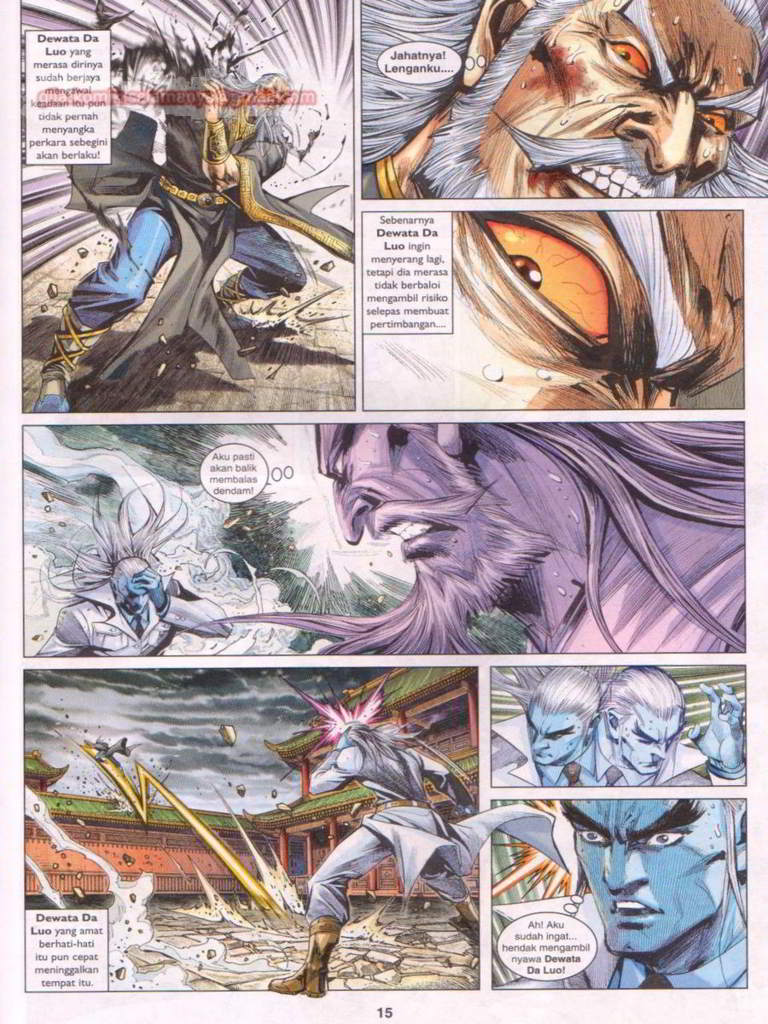 Dewata Da
Luo yang
merasa dirinya
sudah berjaya
mengawal
keadaan itu pun
tidak pernah
menyangka
perkara sebegini
akan berlaku!
Jahatnya!
Lenganku....
Sebenarnya
Dewata Da
Luo ingin
menyerang lagi,
tetapi dia merasa
tidak berbaloi
mengambil risiko
selepas membuat
pertimbangan....
Aku pasti
akan balik
membalas
dendam!
Dewata Da
Luo yang amat
berhati-hati
itu pun cepat
meninggalkan
tempat itu.
Ah! Aku
sudah ingat...
hendak mengambil
nyawa Dewata
Da Luo!
15